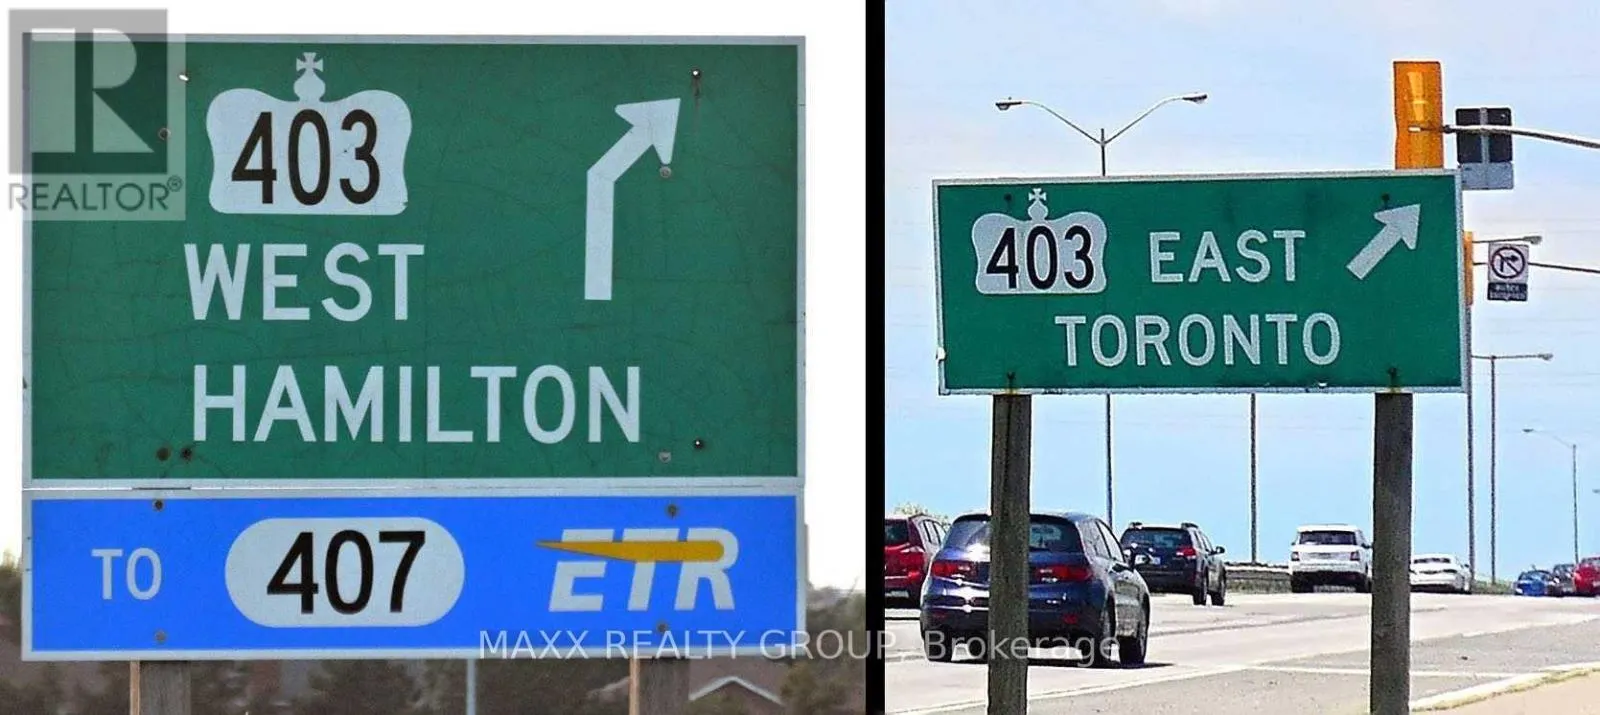 REALTOR®
403
WEST
HAMILTON
TO 407 ETR
403 EAST
TORONTO
MAXX REALTY GROUP, Brokerage